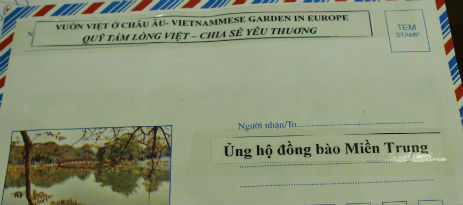 VƯỜN VIỆT Ở CHÂU ÂU- VIETNAMMESE GARDEN IN EUROPE
QUỸ TẤM LÒNG VIỆT – CHIA SẺ YÊU THƯƠNG
TEM
STAMP
Người nhận/To
Ủng hộ đồng bào Miền Trung